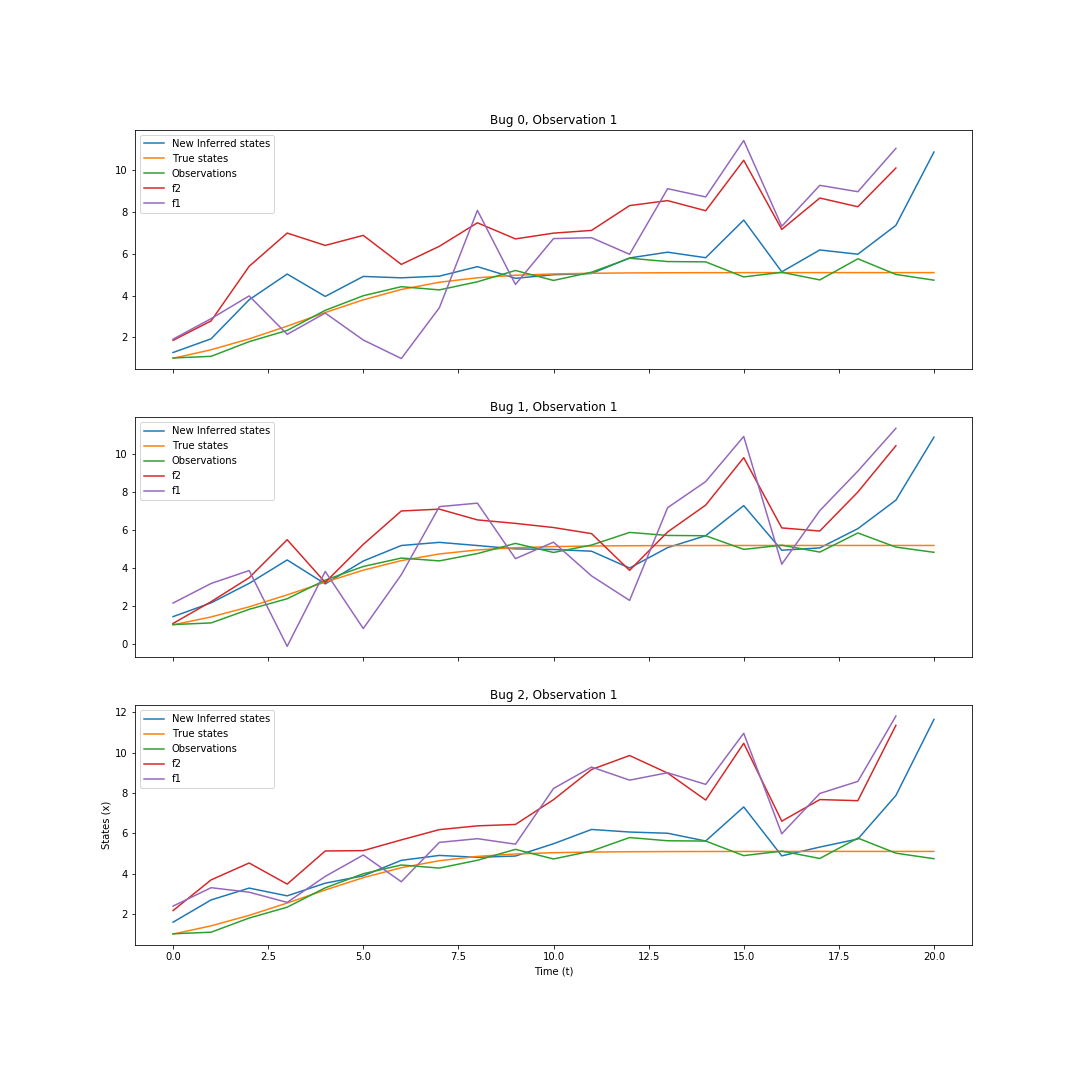 Bug 0, Observation 1
New Inferred states
True states
Observations
f2
f1
10
8
6
4
2
Bug 1, Observation 1
New Inferred states
True states
Observations
f2
f1
10
8
6
4
2
0
Bug 2, Observation 1
New Inferred states
True states
Observations
f2
f1
12
10
8
6
4
2
States (x)
0.0 2.5 5.0 7.5 10.0 12.5 15.0 17.5 20.0
Time (t)